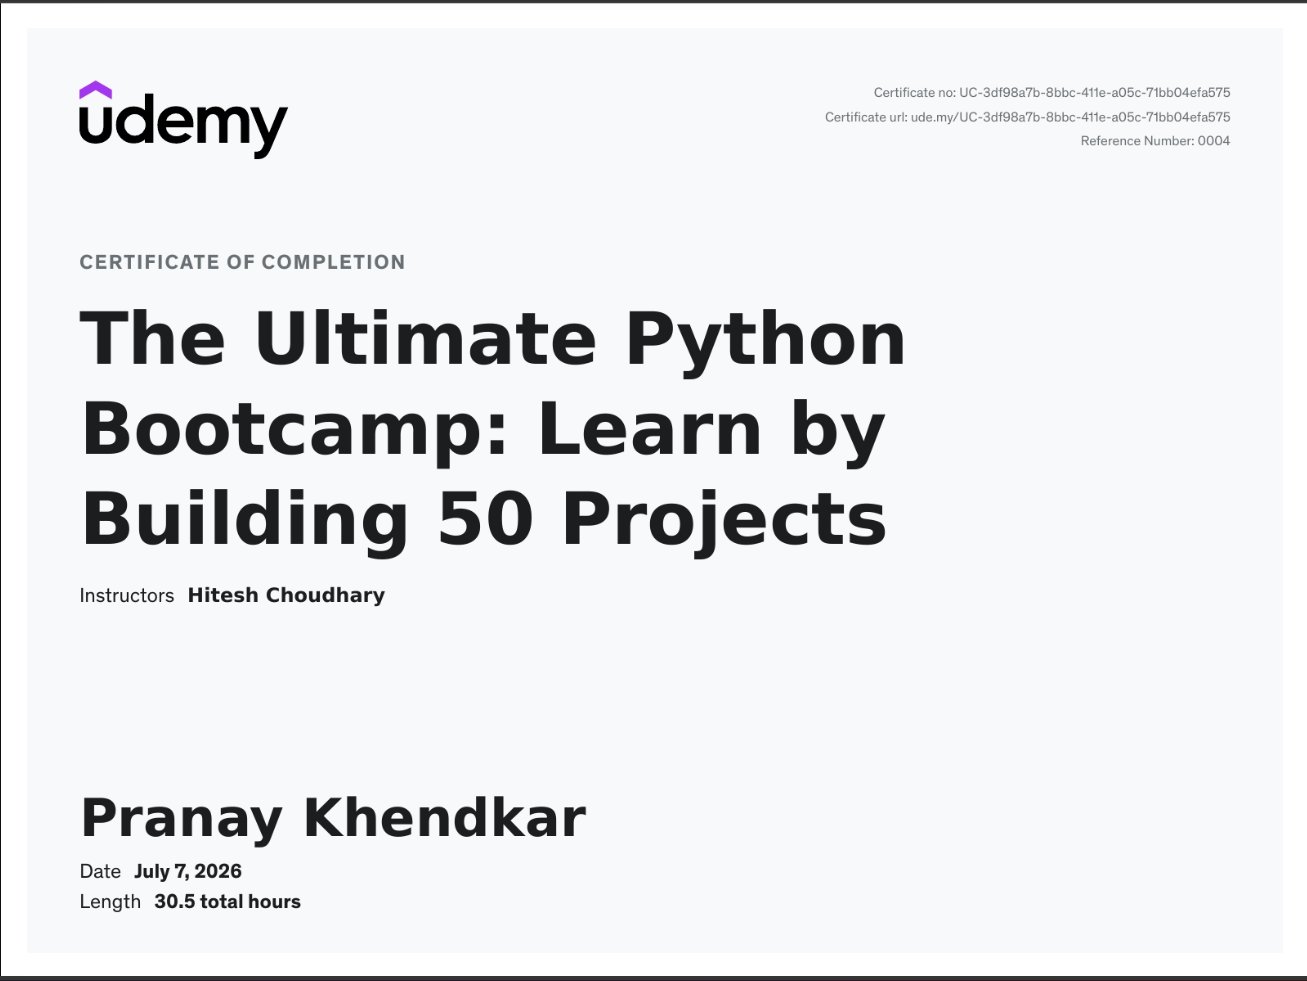 udemy
Certificate no: UC-3df98a7b-8bbc-411e-a05c-71bb04efa575
Certificate url: ude.my/UC-3df98a7b-8bbc-411e-a05c-71bb04efa575
Reference Number: 0004
CERTIFICATE OF COMPLETION
The Ultimate Python
Bootcamp: Learn by
Building 50 Projects
Instructors Hitesh Choudhary
Pranay Khendkar
Date July 7, 2026
Length 30.5 total hours